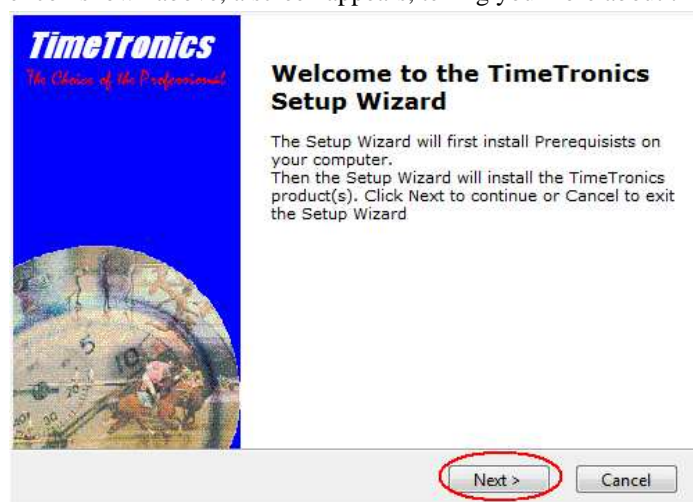 TimeTronics
The Choice of the Professional
Welcome to the TimeTronics
Setup Wizard
The Setup Wizard will first install Prerequisists on
your computer.
Then the Setup Wizard will install the TimeTronics
product(s). Click Next to continue or Cancel to exit
the Setup Wizard
5
10
Next >
Cancel